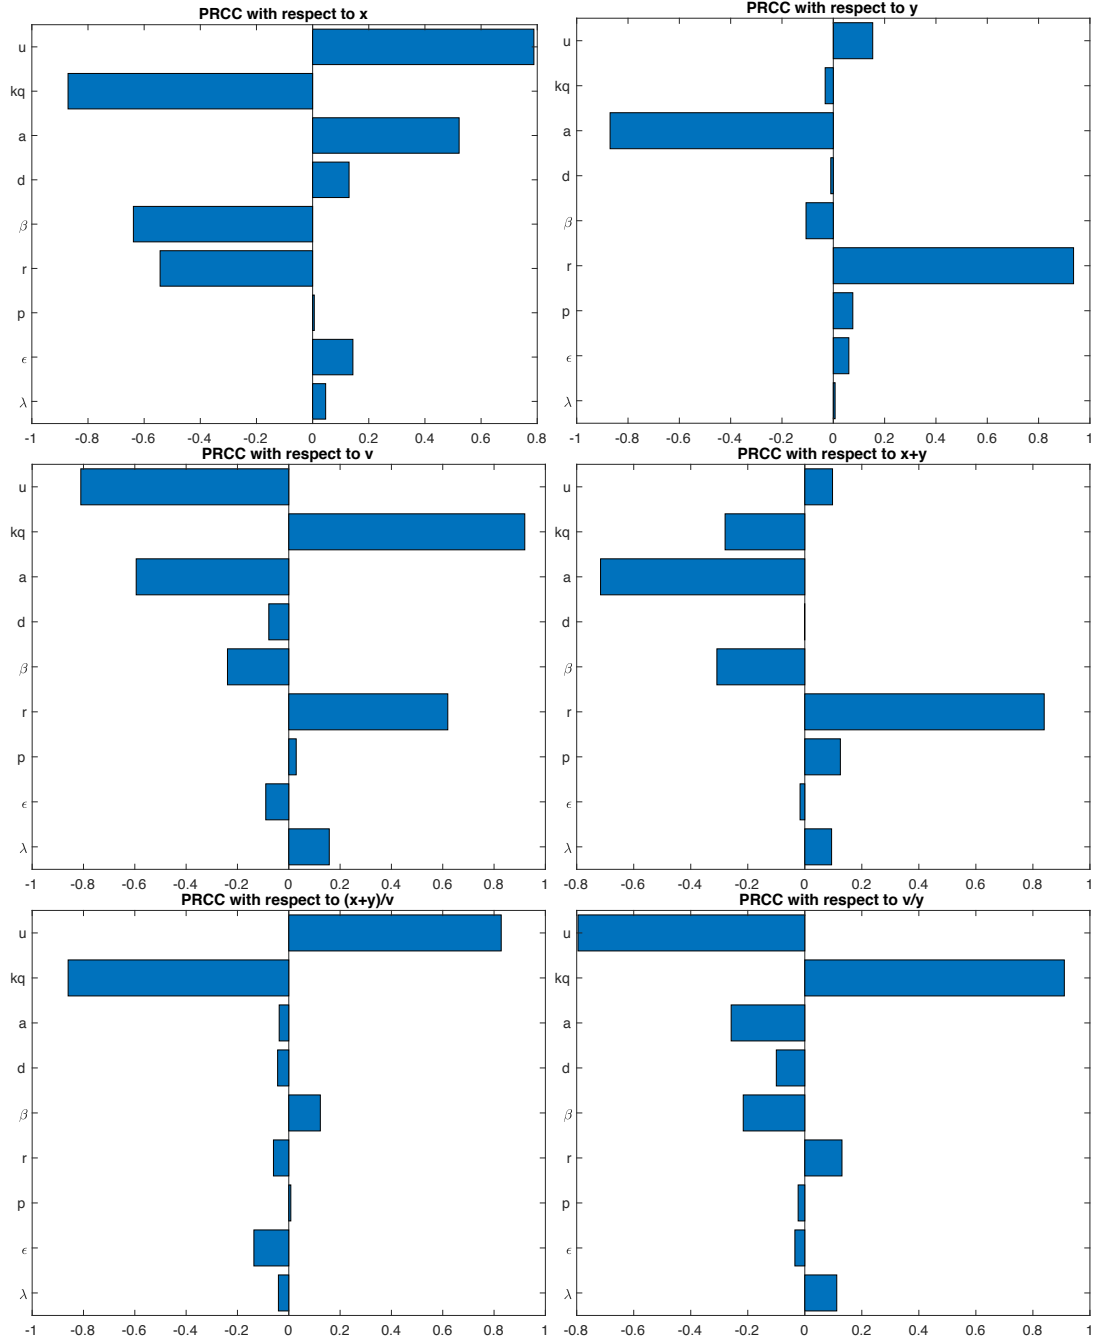 PRCC with respect to x
u
kq
a
d
β
r
p
ϵ
λ
-1 -0.8 -0.6 -0.4 -0.2 0 0.2 0.4 0.6 0.8
PRCC with respect to y
u
kq
a
d
β
r
p
ϵ
λ
-1 -0.8 -0.6 -0.4 -0.2 0 0.2 0.4 0.6 0.8 1
PRCC with respect to v
u
kq
a
d
β
r
p
ϵ
λ
-1 -0.8 -0.6 -0.4 -0.2 0 0.2 0.4 0.6 0.8 1
PRCC with respect to x+y
u
kq
a
d
β
r
p
ϵ
λ
-0.8 -0.6 -0.4 -0.2 0 0.2 0.4 0.6 0.8 1
PRCC with respect to (x+y)/v
u
kq
a
d
β
r
p
ϵ
λ
-1 -0.8 -0.6 -0.4 -0.2 0 0.2 0.4 0.6 0.8 1
PRCC with respect to v/y
u
kq
a
d
β
r
p
ϵ
λ
-0.8 -0.6 -0.4 -0.2 0 0.2 0.4 0.6 0.8 1